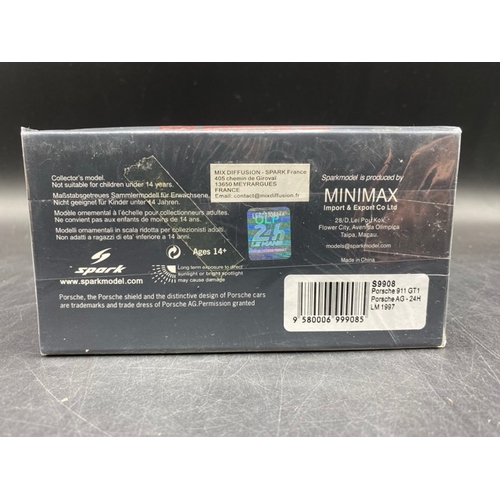 Collector's model.
Not suitable for children under 14 years.
Maßstabsgetreues Sammlermodell für Erwachsene.
Nicht geeignet für Kinder unter 14 Jahren.
Modèle ornemental à l'échelle pour collectionneurs adultes.
Ne convient pas aux enfants de moins de 14 ans.
Modelli ornamentali in scala ridotta per sezionisti adulti.
Non adatti a ragazzi di eta' inferiore a 14 anni.
spark
www.sparkmodel.com
Ages 14+
Long term exposure to direct
sunlight or bright spotlight
may cause damage.
Porsche, the Porsche shield and the distinctive design of Porsche cars
are trademarks and trade dress of Porsche AG.Permission granted
MIX DIFFUSION - SPARK France
405 chemin de Giroval
13650 MEYRARGUES
FRANCE
Email: contact@mixdiffusion.fr
24h
LE MANS
Sparkmodel is produced by
MINIMAX
Import & Export Co Ltd
28/D, Lei Pou Kok,
Flower City, Avenida Olimpica
Taipa, Macau.
models@sparkmodel.com
Made in China
S9908
Porsche 911 GT1
Porsche AG - 24H
LM 1997
9 580006 999085